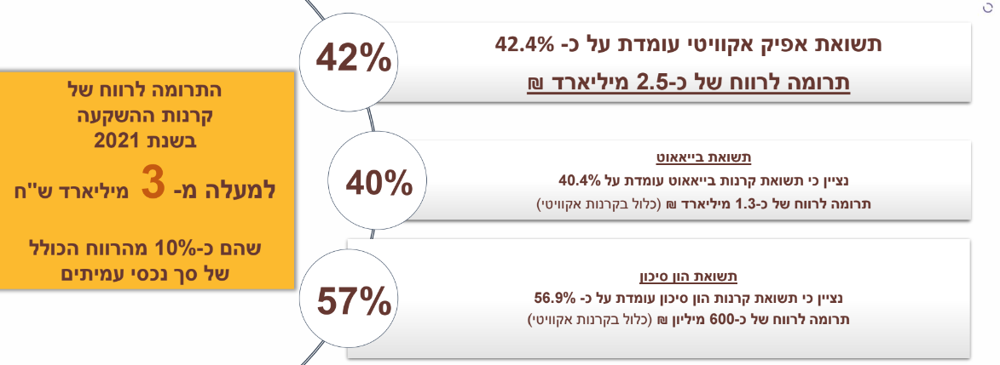 42%
תשואת אפיק אקוויטי עומדת על כ- 42.4%
תרומה לרווח של כ-2.5 מיליארד ₪
התרומה לרווח של
קרנות ההשקעה
בשנת 2021
למעלה מ- 3 מיליארד ש"ח
שהם כ-10% מהרווח הכולל
של סך נכסי עמיתים
40%
תשואת בייאאוט
נציין כי תשואת קרנות בייאאוט עומדת על 40.4%
תרומה לרווח של כ-1.3 מיליארד ₪ (כלול בקרנות אקוויטי)
57%
תשואת הון סיכון
נציין כי תשואת קרנות הון סיכון עומדת על כ- 56.9%
תרומה לרווח של כ-600 מיליון ₪ (כלול בקרנות אקוויטי)